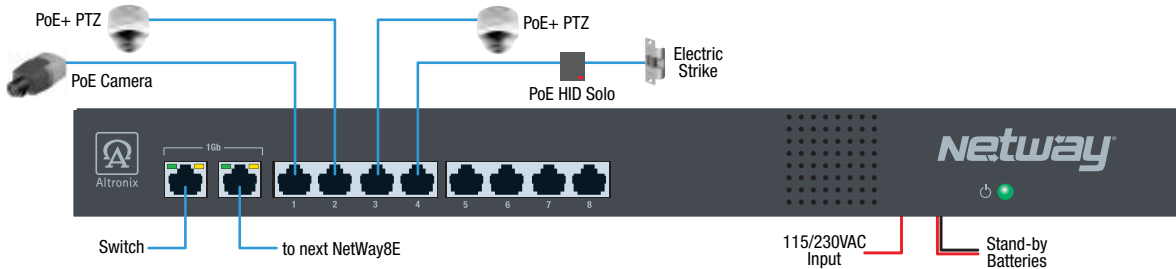 PoE+ PTZ
PoE+ PTZ
PoE Camera
Electric
Strike
PoE HID Solo
Altronix
1Gb
1 2 3 4 5 6 7 8
Netway
Switch
to next NetWay8E
115/230VAC
Input
Stand-by
Batteries